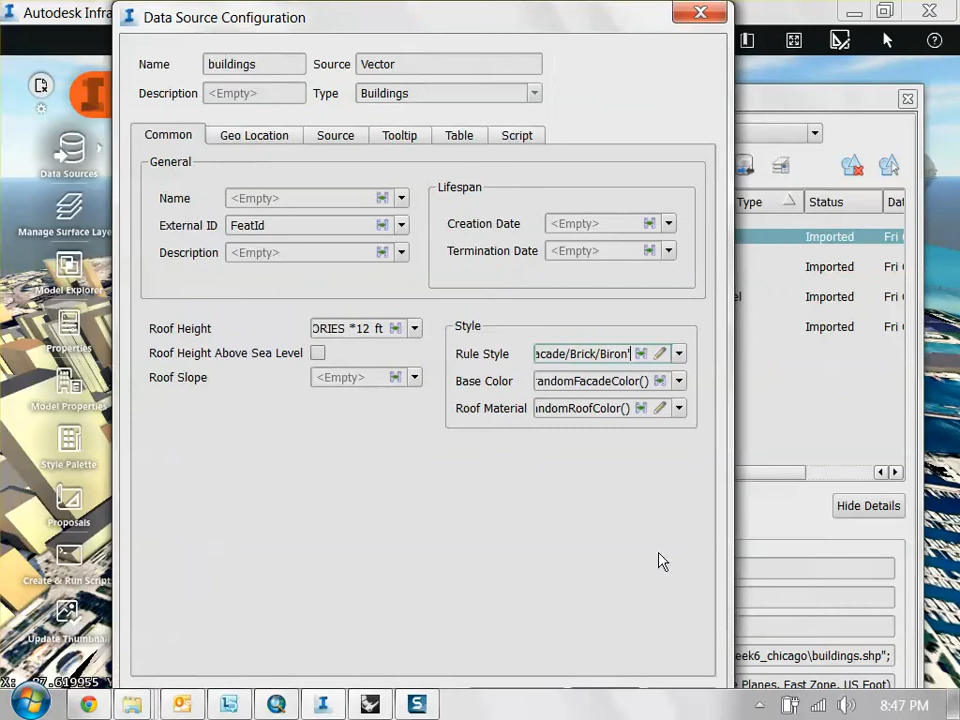 Autodesk Infra
Data Source Configuration
Name buildings Source Vector
Description <Empty> Type Buildings
Common Geo Location Source Tooltip Table Script
General
Name <Empty>
External ID FeatId
Description <Empty>
Lifespan
Creation Date <Empty>
Termination Date <Empty>
Roof Height ORIES *12 ft
Roof Height Above Sea Level
Roof Slope <Empty>
Style
Rule Style acade/Brick/Biron'
Base Color andomFacadeColor()
Roof Material ndomRoofColor()
Data Sources
Manage Surface Laye
Model Explorer
Properties
Model Properties
Style Palette
Proposals
Create & Run Script
Update Thumbna
Type Status Dat
Imported Fri
Imported Fri
el Imported Fri
Imported Fri
Hide Details
eek6_chicago\buildings.shp";
Planes, East Zone, US Foot)
8:47 PM